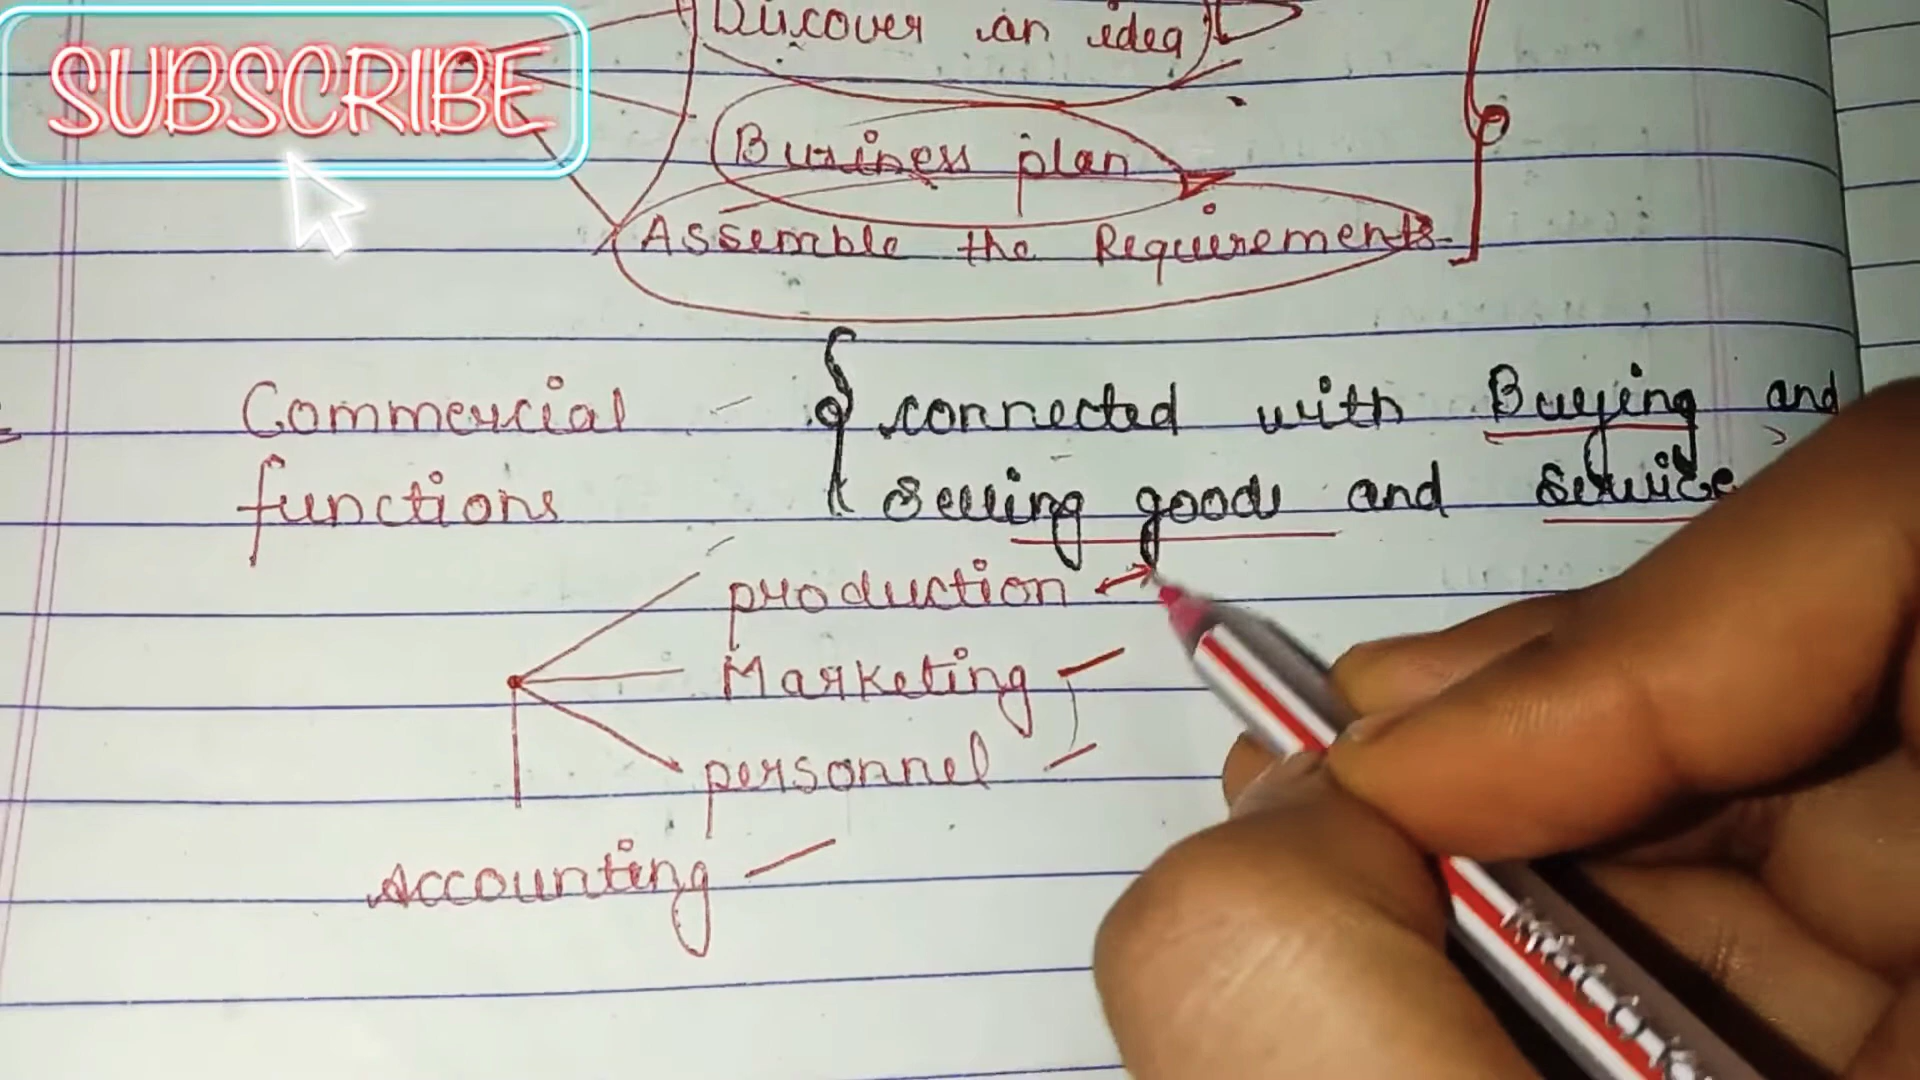 SUBSCRIBE
Discover an idea
Business plan
Assemble the Requirements
Commercial functions
connected with Buying and
selling goods and service
production
Marketing
personnel
Accounting